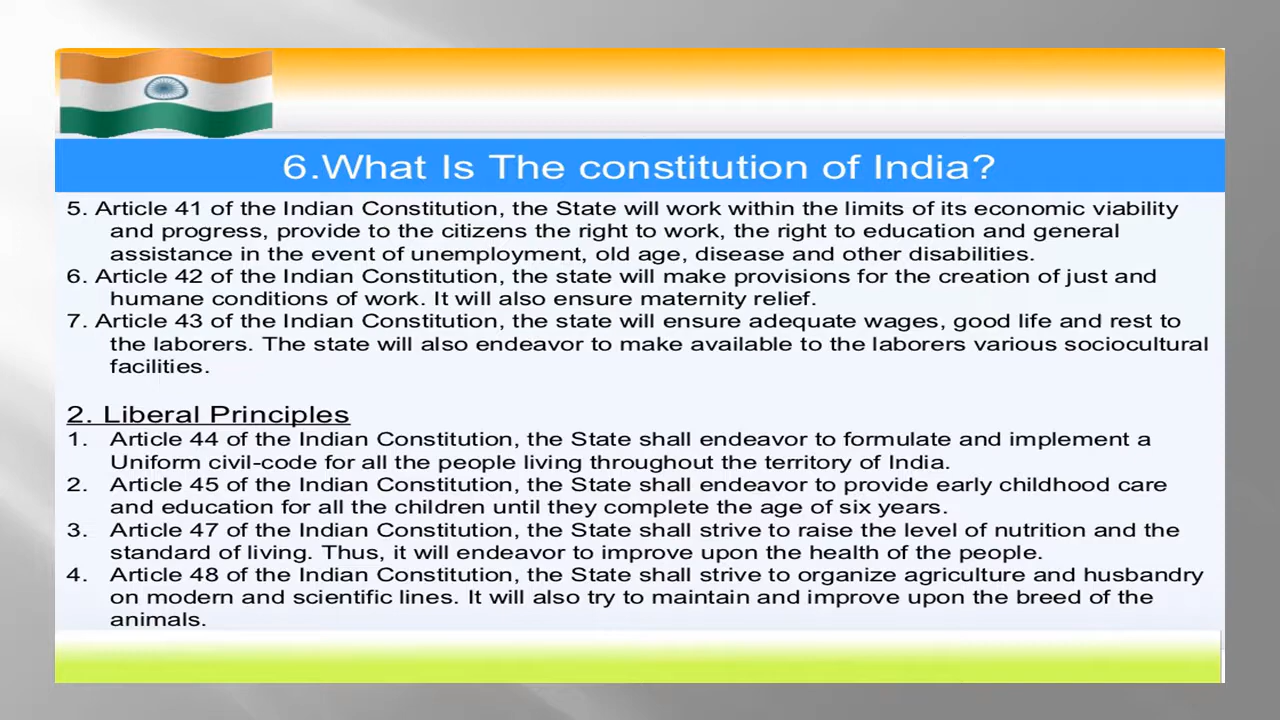 6.What Is The constitution of India?
5. Article 41 of the Indian Constitution, the State will work within the limits of its economic viability
and progress, provide to the citizens the right to work, the right to education and general
assistance in the event of unemployment, old age, disease and other disabilities.
6. Article 42 of the Indian Constitution, the state will make provisions for the creation of just and
humane conditions of work. It will also ensure maternity relief.
7. Article 43 of the Indian Constitution, the state will ensure adequate wages, good life and rest to
the laborers. The state will also endeavor to make available to the laborers various sociocultural
facilities.
2. Liberal Principles
1. Article 44 of the Indian Constitution, the State shall endeavor to formulate and implement a
Uniform civil-code for all the people living throughout the territory of India.
2. Article 45 of the Indian Constitution, the State shall endeavor to provide early childhood care
and education for all the children until they complete the age of six years.
3. Article 47 of the Indian Constitution, the State shall strive to raise the level of nutrition and the
standard of living. Thus, it will endeavor to improve upon the health of the people.
4. Article 48 of the Indian Constitution, the State shall strive to organize agriculture and husbandry
on modern and scientific lines. It will also try to maintain and improve upon the breed of the
animals.